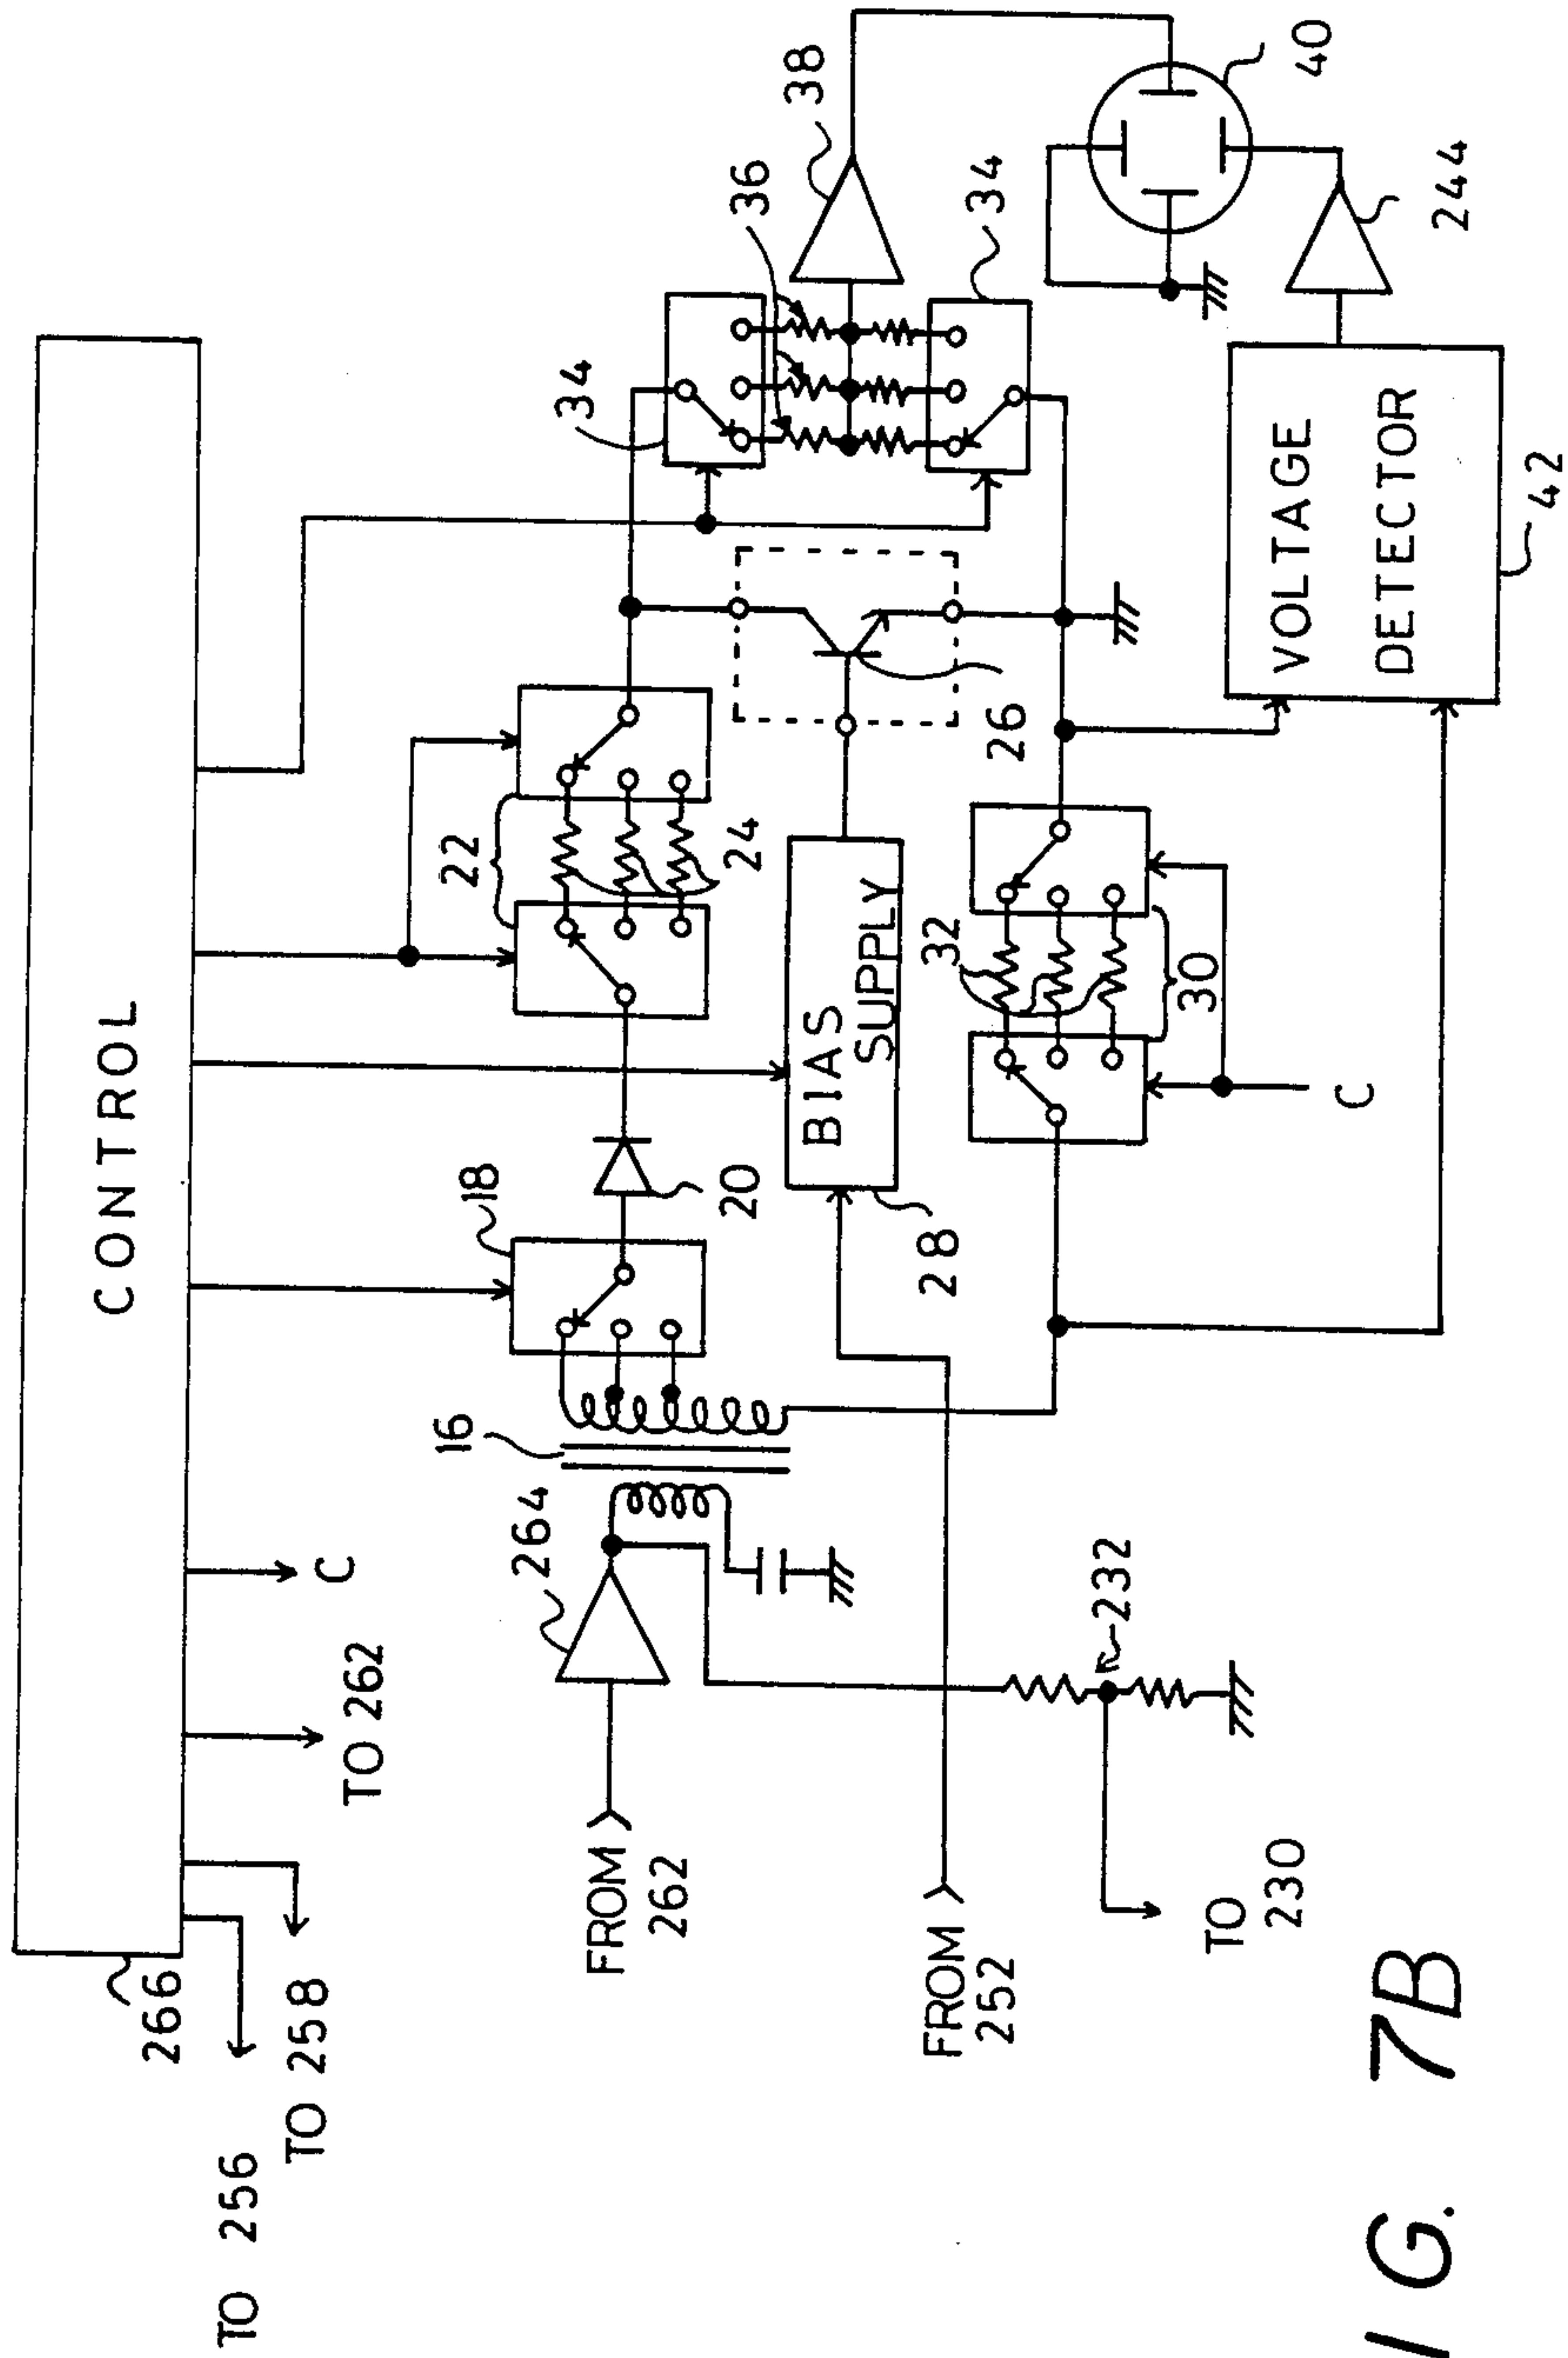 CONTROL
266
TO 256
TO 258
TO 262
C
264
16
18
20
22
24
34
36
38
40
244
34
26
BIAS
SUPPLY
28
32
30
C
VOLTAGE
DETECTOR
42
FROM
262
FROM
252
232
TO
230
IG. 7B